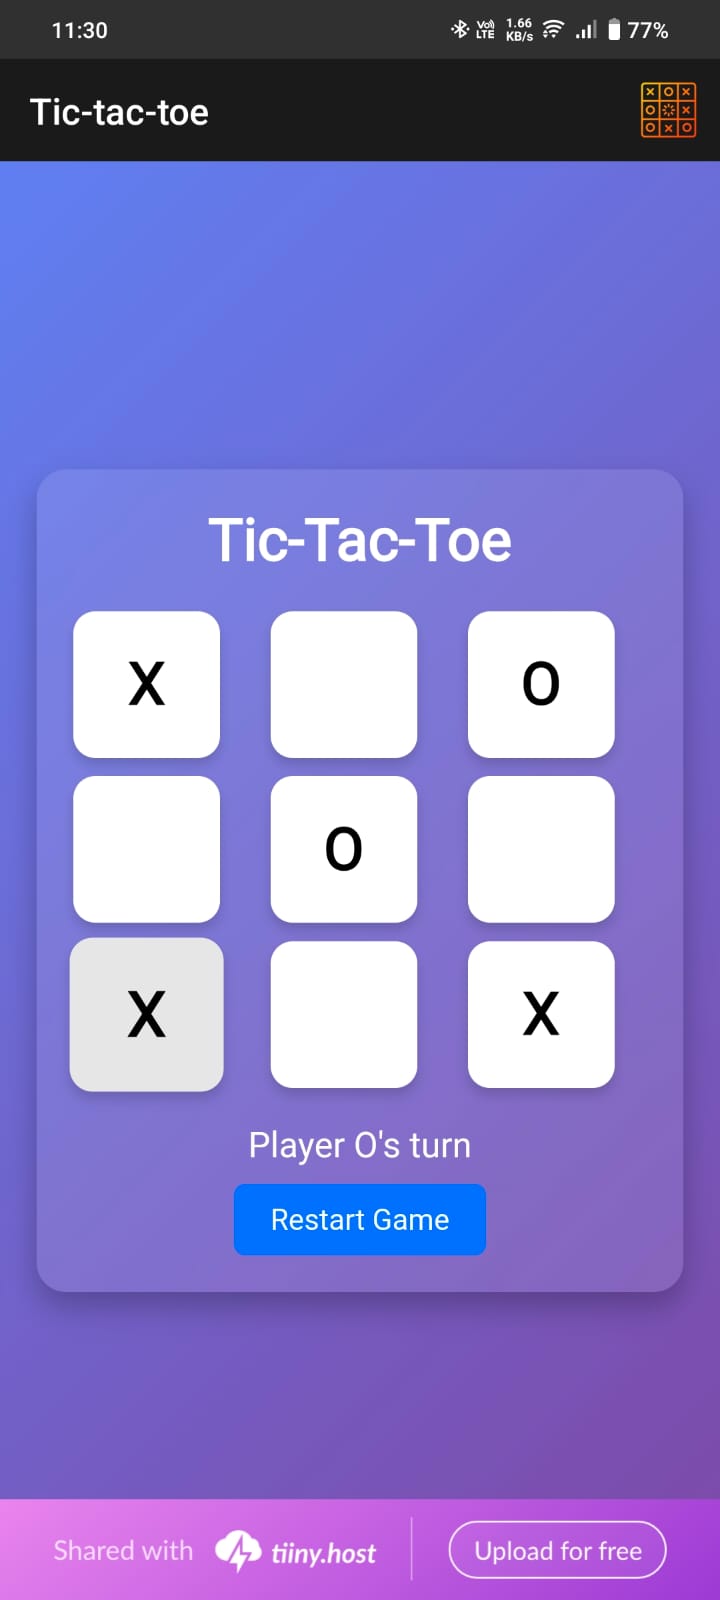 11:30 Vo)) LTE 1.66 KB/s 77%
Tic-tac-toe
Tic-Tac-Toe
X O
O
X X
Player O's turn
Restart Game
Shared with tiiny.host Upload for free